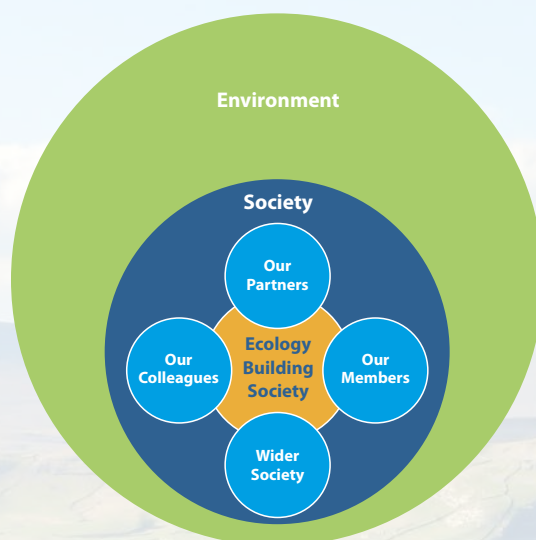 Environment
Society
Our
Partners
Our
Colleagues
Ecology
Building
Society
Our
Members
Wider
Society